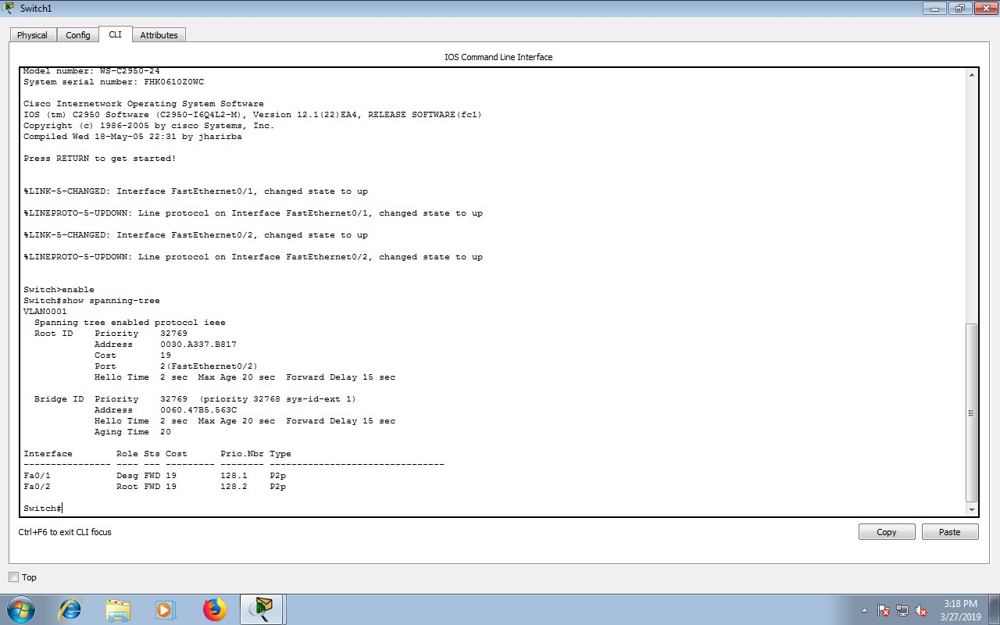 Switch1
Physical Config CLI Attributes
IOS Command Line Interface
Model number: WS-C2950-24
System serial number: FHK0610Z0WC
Cisco Internetwork Operating System Software
IOS (tm) C2950 Software (C2950-I6Q4L2-M), Version 12.1(22)EA4, RELEASE SOFTWARE(fc1)
Copyright (c) 1986-2005 by cisco Systems, Inc.
Compiled Wed 18-May-05 22:31 by jharirba
Press RETURN to get started!
%LINK-5-CHANGED: Interface FastEthernet0/1, changed state to up
%LINEPROTO-5-UPDOWN: Line protocol on Interface FastEthernet0/1, changed state to up
%LINK-5-CHANGED: Interface FastEthernet0/2, changed state to up
%LINEPROTO-5-UPDOWN: Line protocol on Interface FastEthernet0/2, changed state to up
Switch>enable
Switch#show spanning-tree
VLAN0001
  Spanning tree enabled protocol ieee
  Root ID    Priority    32769
             Address     0030.A337.B817
             Cost        19
             Port        2(FastEthernet0/2)
             Hello Time  2 sec  Max Age 20 sec  Forward Delay 15 sec
  Bridge ID  Priority    32769  (priority 32768 sys-id-ext 1)
             Address     0060.47B5.563C
             Hello Time  2 sec  Max Age 20 sec  Forward Delay 15 sec
             Aging Time  20
Interface        Role Sts Cost      Prio.Nbr Type
---------------- ---- --- --------- -------- --------------------------------
Fa0/1            Desg FWD 19        128.1    P2p
Fa0/2            Root FWD 19        128.2    P2p
Switch#
Ctrl+F6 to exit CLI focus
Copy Paste
Top
3:18 PM
3/27/2019